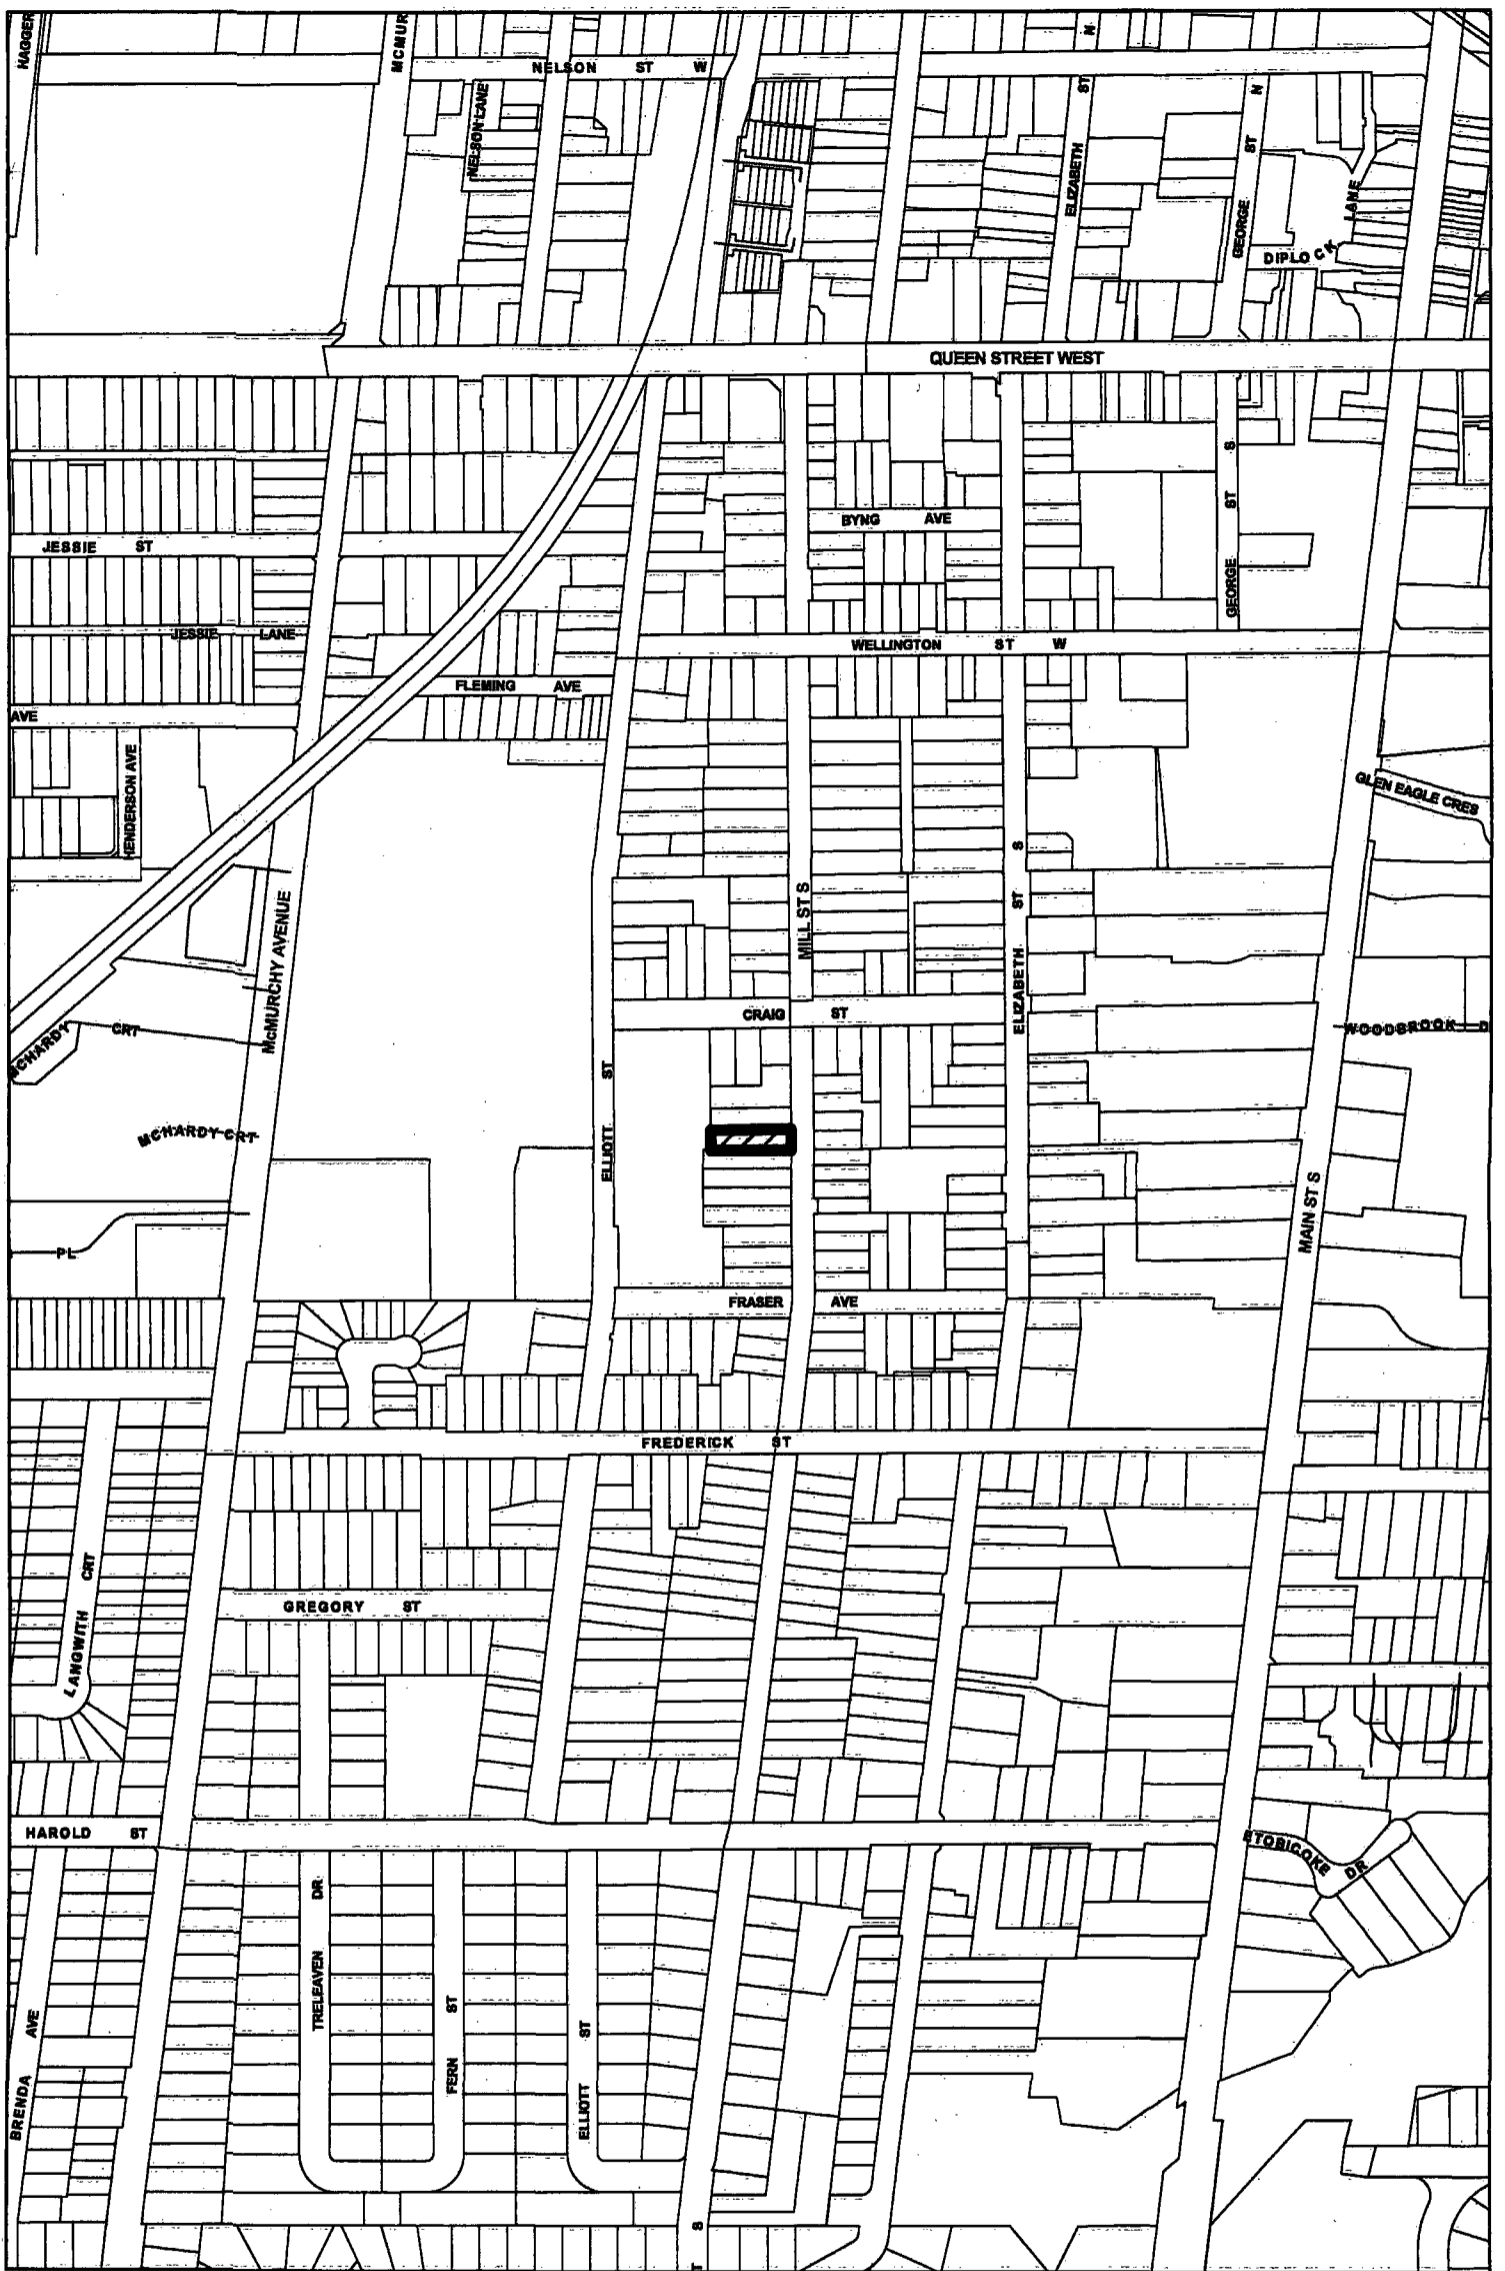 HAGGER
MCMUR
NELSON ST W
NELSON LANE
ELIZABETH ST N
GEORGE ST N
DIPLOCK LANE
QUEEN STREET WEST
GEORGE ST S
BYNG AVE
JESSIE ST
JESSIE LANE
WELLINGTON ST W
FLEMING AVE
AVE
HENDERSON AVE
GLEN EAGLE CRES
McMURCHY AVENUE
MILL ST S
ELIZABETH ST S
CRAIG ST
WOODBROOK D
MCHARDY CRT
ELLIOTT ST
MCHARDY CRT
MAIN ST S
PL
FRASER AVE
FREDERICK ST
LANGWITH CRT
GREGORY ST
HAROLD ST
ETOBICOKE DR
TRELEAVEN DR
FERN ST
ELLIOTT ST
BRENDA AVE
S